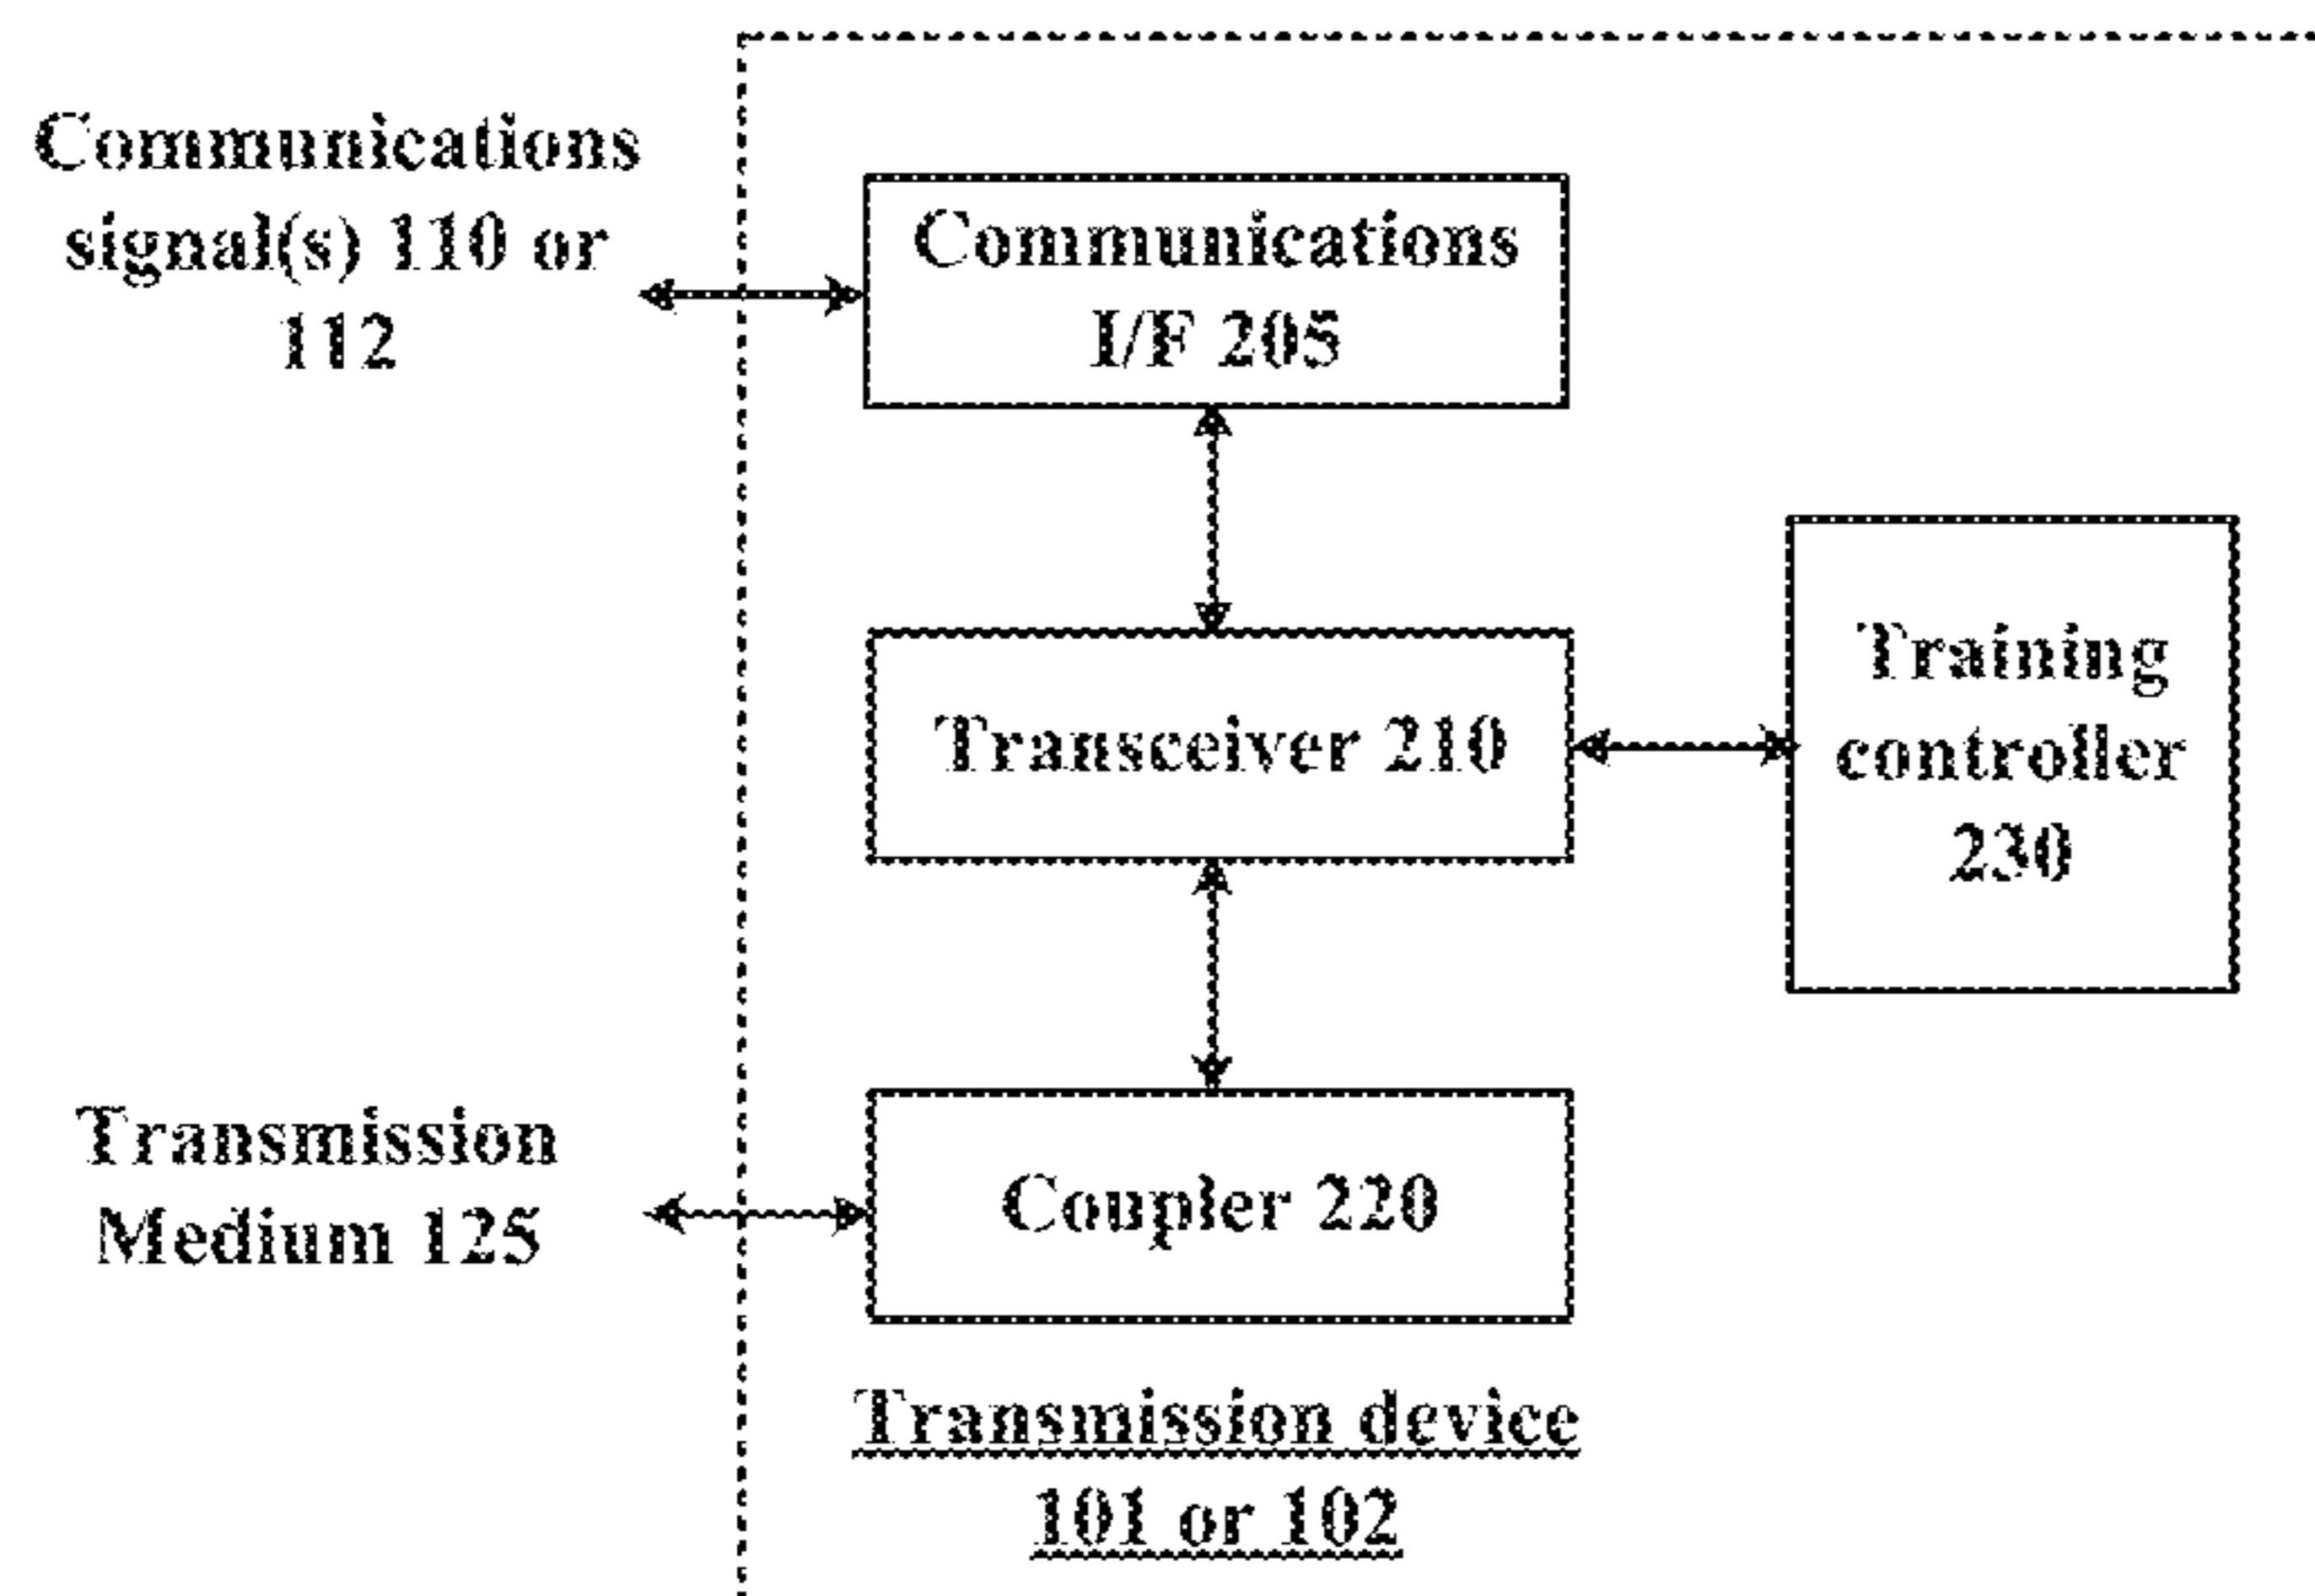 Communications
signal(s) 110 or
112
Communications
I/F 205
Transceiver 210
Training
controller
230
Transmission
Medium 125
Coupler 220
Transmission device
101 or 102